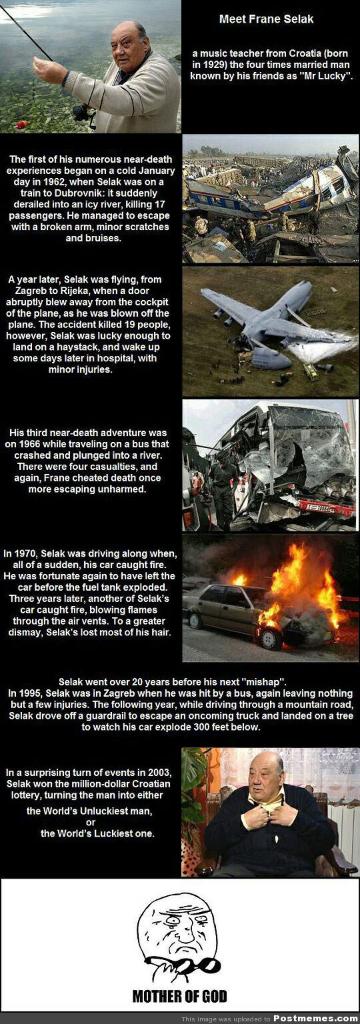 Meet Frane Selak
a music teacher from Croatia (born
in 1929) the four times married man
known by his friends as "Mr Lucky".
The first of his numerous near-death
experiences began on a cold January
day in 1962, when Selak was on a
train to Dubrovnik: it suddenly
derailed into an icy river, killing 17
passengers. He managed to escape
with a broken arm, minor scratches
and bruises.
A year later, Selak was flying, from
Zagreb to Rijeka, when a door
abruptly blew away from the cockpit
of the plane, as he was blown off the
plane. The accident killed 19 people,
however, Selak was lucky enough to
land on a haystack, and wake up
some days later in hospital, with
minor injuries.
His third near-death adventure was
on 1966 while traveling on a bus that
crashed and plunged into a river.
There were four casualties, and
again, Frane cheated death once
more escaping unharmed.
In 1970, Selak was driving along when,
all of a sudden, his car caught fire.
He was fortunate again to have left the
car before the fuel tank exploded.
Three years later, another of Selak's
car caught fire, blowing flames
through the air vents. To a greater
dismay, Selak's lost most of his hair.
Selak went over 20 years before his next "mishap".
In 1995, Selak was in Zagreb when he was hit by a bus, again leaving nothing
but a few injuries. The following year, while driving through a mountain road,
Selak drove off a guardrail to escape an oncoming truck and landed on a tree
to watch his car explode 300 feet below.
In a surprising turn of events in 2003,
Selak won the million-dollar Croatian
lottery, turning the man into either
the World's Unluckiest man,
or
the World's Luckiest one.
MOTHER OF GOD
This image was uploaded to Postmemes.com